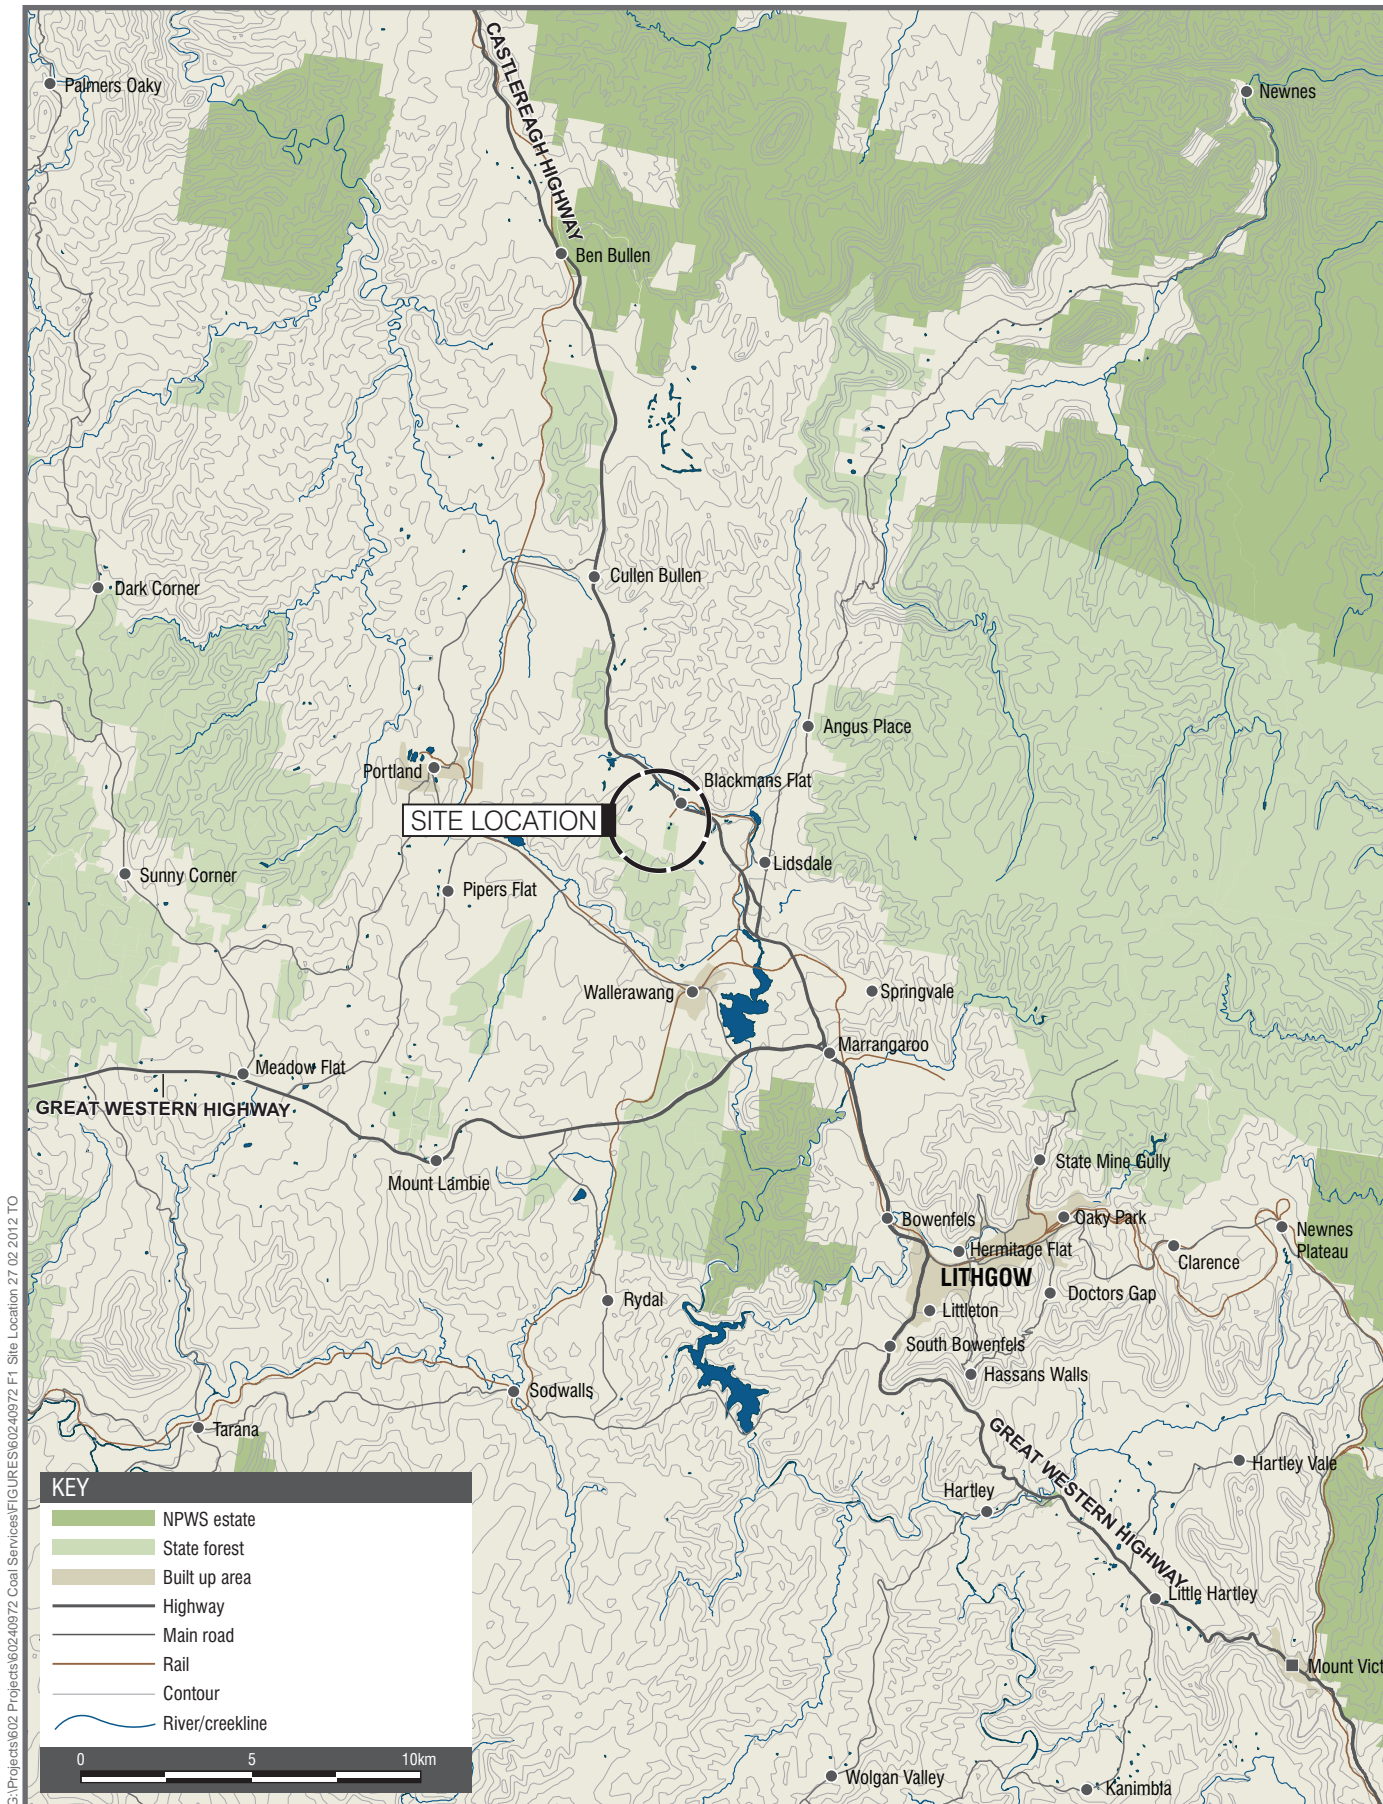 CASTLEREAGH HIGHWAY
Palmers Oaky
Newnes
Ben Bullen
Cullen Bullen
Dark Corner
Angus Place
Portland
Blackmans Flat
SITE LOCATION
Lidsdale
Sunny Corner
Pipers Flat
Wallerawang
Springvale
Marrangaroo
Meadow Flat
GREAT WESTERN HIGHWAY
Mount Lambie
State Mine Gully
Bowenfels
Oaky Park
Newnes
Plateau
Hermitage Flat
Clarence
LITHGOW
Doctors Gap
Rydal
Littleton
South Bowenfels
Hassans Walls
Sodwalls
Tarana
GREAT WESTERN HIGHWAY
Hartley Vale
Hartley
Little Hartley
Mount Vict
Wolgan Valley
Kanimbla
KEY
NPWS estate
State forest
Built up area
Highway
Main road
Rail
Contour
River/creekline
0 5 10km
G:\Projects\602 Projects\60240972 Coal Services\FIGURES\60240972 F1 Site Location 27 02 2012 TO